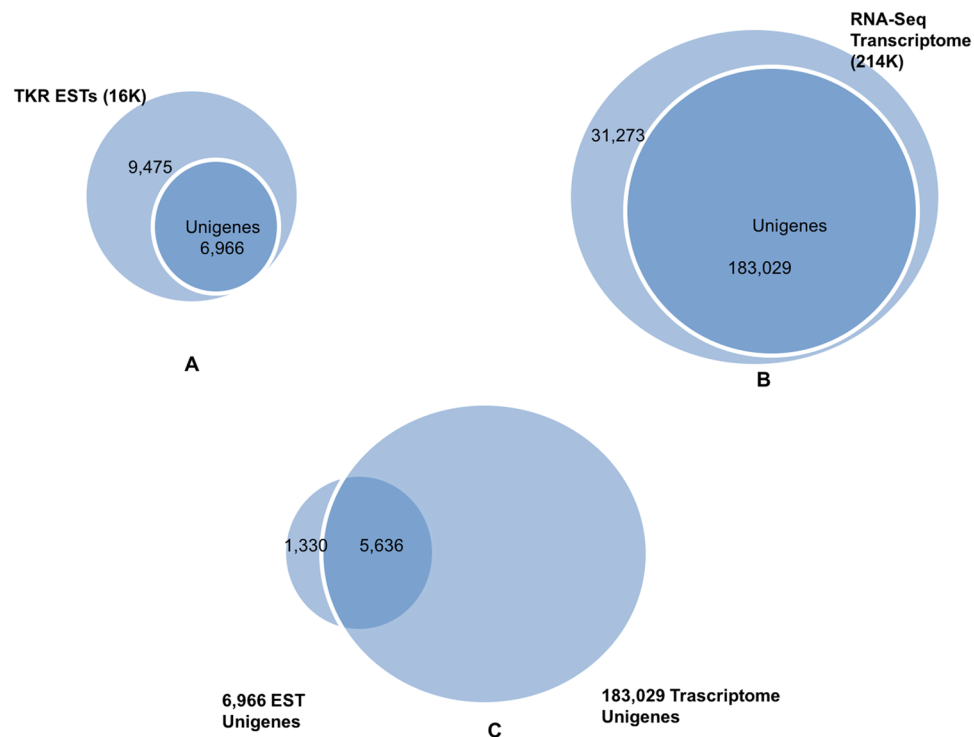 TKR ESTs (16K)
9,475
Unigenes
6,966
A
RNA-Seq
Transcriptome
(214K)
31,273
Unigenes
183,029
B
1,330
5,636
6,966 EST
Unigenes
183,029 Trascriptome
Unigenes
C